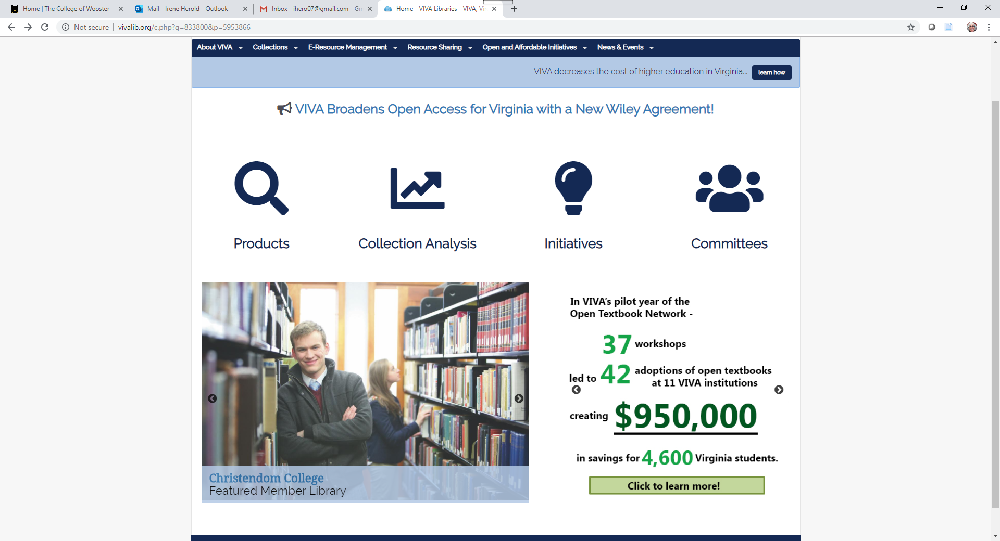 Home | The College of Wooster
Mail - Irene Herold - Outlook
Inbox - ihero07@gmail.com - Gm
Home - VIVA Libraries - VIVA, Vir
Not secure
vivalib.org/c.php?g=833800&p=5953866
About VIVA
Collections
E-Resource Management
Resource Sharing
Open and Affordable Initiatives
News & Events
VIVA decreases the cost of higher education in Virginia...
learn how
VIVA Broadens Open Access for Virginia with a New Wiley Agreement!
Products
Collection Analysis
Initiatives
Committees
Christendom College
Featured Member Library
In VIVA's pilot year of the
Open Textbook Network -
37 workshops
led to 42 adoptions of open textbooks
at 11 VIVA institutions
creating $950,000
in savings for 4,600 Virginia students.
Click to learn more!